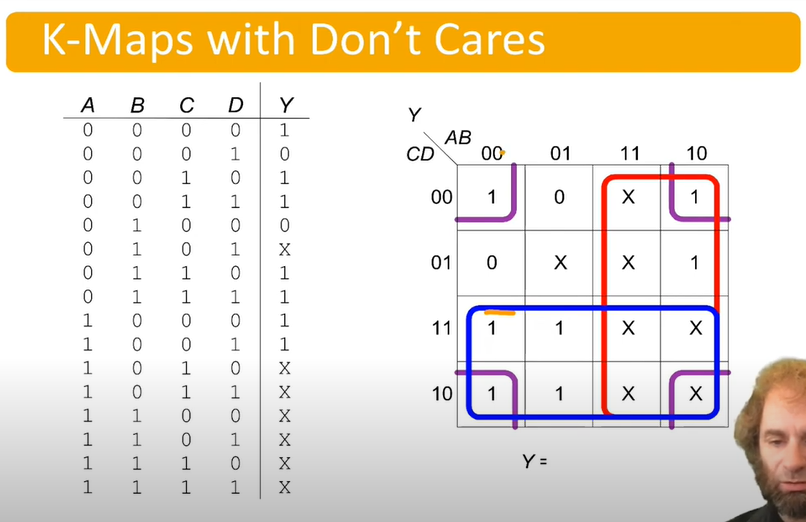 K-Maps with Don't Cares
A B C D Y
0 0 0 0 1
0 0 0 1 0
0 0 1 0 1
0 0 1 1 1
0 1 0 0 0
0 1 0 1 X
0 1 1 0 1
0 1 1 1 1
1 0 0 0 1
1 0 0 1 1
1 0 1 0 X
1 0 1 1 X
1 1 0 0 X
1 1 0 1 X
1 1 1 0 X
1 1 1 1 X
Y
AB
CD 00 01 11 10
00 1 0 X 1
01 0 X X 1
11 1 1 X X
10 1 1 X X
Y =